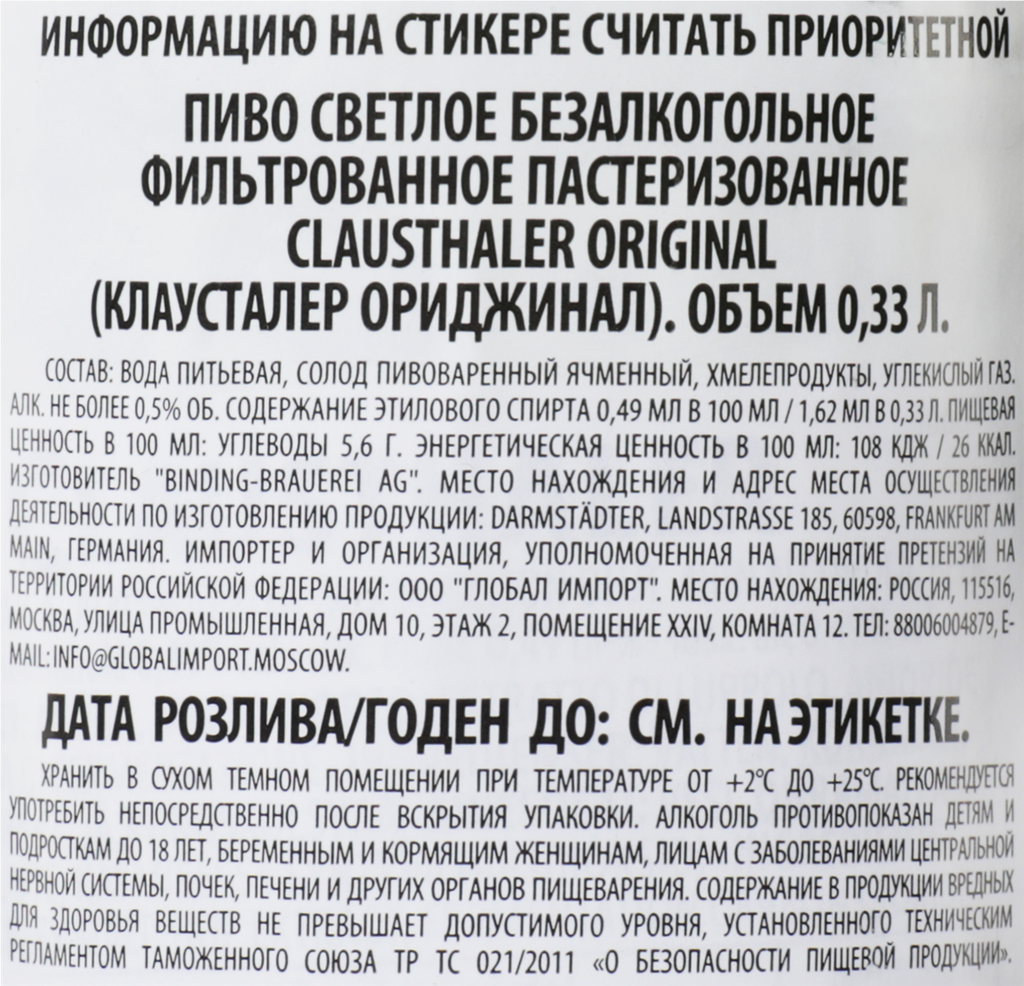 ИНФОРМАЦИЮ НА СТИКЕРЕ СЧИТАТЬ ПРИОРИТЕТНОЙ
ПИВО СВЕТЛОЕ БЕЗАЛКОГОЛЬНОЕ
ФИЛЬТРОВАННОЕ ПАСТЕРИЗОВАННОЕ
CLAUSTHALER ORIGINAL
(КЛАУСТАЛЕР ОРИДЖИНАЛ). ОБЪЕМ 0,33 Л.
СОСТАВ: ВОДА ПИТЬЕВАЯ, СОЛОД ПИВОВАРЕННЫЙ ЯЧМЕННЫЙ, ХМЕЛЕПРОДУКТЫ, УГЛЕКИСЛЫЙ ГАЗ.
АЛК. НЕ БОЛЕЕ 0,5% ОБ. СОДЕРЖАНИЕ ЭТИЛОВОГО СПИРТА 0,49 МЛ В 100 МЛ / 1,62 МЛ В 0,33 Л. ПИЩЕВАЯ
ЦЕННОСТЬ В 100 МЛ: УГЛЕВОДЫ 5,6 Г. ЭНЕРГЕТИЧЕСКАЯ ЦЕННОСТЬ В 100 МЛ: 108 КДЖ / 26 ККАЛ.
ИЗГОТОВИТЕЛЬ "BINDING-BRAUEREI AG". МЕСТО НАХОЖДЕНИЯ И АДРЕС МЕСТА ОСУЩЕСТВЛЕНИЯ
ДЕЯТЕЛЬНОСТИ ПО ИЗГОТОВЛЕНИЮ ПРОДУКЦИИ: DARMSTÄDTER, LANDSTRASSE 185, 60598, FRANKFURT AM
MAIN, ГЕРМАНИЯ. ИМПОРТЕР И ОРГАНИЗАЦИЯ, УПОЛНОМОЧЕННАЯ НА ПРИНЯТИЕ ПРЕТЕНЗИЙ НА
ТЕРРИТОРИИ РОССИЙСКОЙ ФЕДЕРАЦИИ: ООО "ГЛОБАЛ ИМПОРТ". МЕСТО НАХОЖДЕНИЯ: РОССИЯ, 115516,
МОСКВА, УЛИЦА ПРОМЫШЛЕННАЯ, ДОМ 10, ЭТАЖ 2, ПОМЕЩЕНИЕ XXIV, КОМНАТА 12. ТЕЛ: 88006004879, E-
MAIL: INFO@GLOBALIMPORT.MOSCOW.
ДАТА РОЗЛИВА/ГОДЕН ДО: СМ. НА ЭТИКЕТКЕ.
ХРАНИТЬ В СУХОМ ТЕМНОМ ПОМЕЩЕНИИ ПРИ ТЕМПЕРАТУРЕ ОТ +2°С ДО +25°С. РЕКОМЕНДУЕТСЯ
УПОТРЕБИТЬ НЕПОСРЕДСТВЕННО ПОСЛЕ ВСКРЫТИЯ УПАКОВКИ. АЛКОГОЛЬ ПРОТИВОПОКАЗАН ДЕТЯМ И
ПОДРОСТКАМ ДО 18 ЛЕТ, БЕРЕМЕННЫМ И КОРМЯЩИМ ЖЕНЩИНАМ, ЛИЦАМ С ЗАБОЛЕВАНИЯМИ ЦЕНТРАЛЬНОЙ
НЕРВНОЙ СИСТЕМЫ, ПОЧЕК, ПЕЧЕНИ И ДРУГИХ ОРГАНОВ ПИЩЕВАРЕНИЯ. СОДЕРЖАНИЕ В ПРОДУКЦИИ ВРЕДНЫХ
ДЛЯ ЗДОРОВЬЯ ВЕЩЕСТВ НЕ ПРЕВЫШАЕТ ДОПУСТИМОГО УРОВНЯ, УСТАНОВЛЕННОГО ТЕХНИЧЕСКИМ
РЕГЛАМЕНТОМ ТАМОЖЕННОГО СОЮЗА ТР ТС 021/2011 «О БЕЗОПАСНОСТИ ПИЩЕВОЙ ПРОДУКЦИИ».